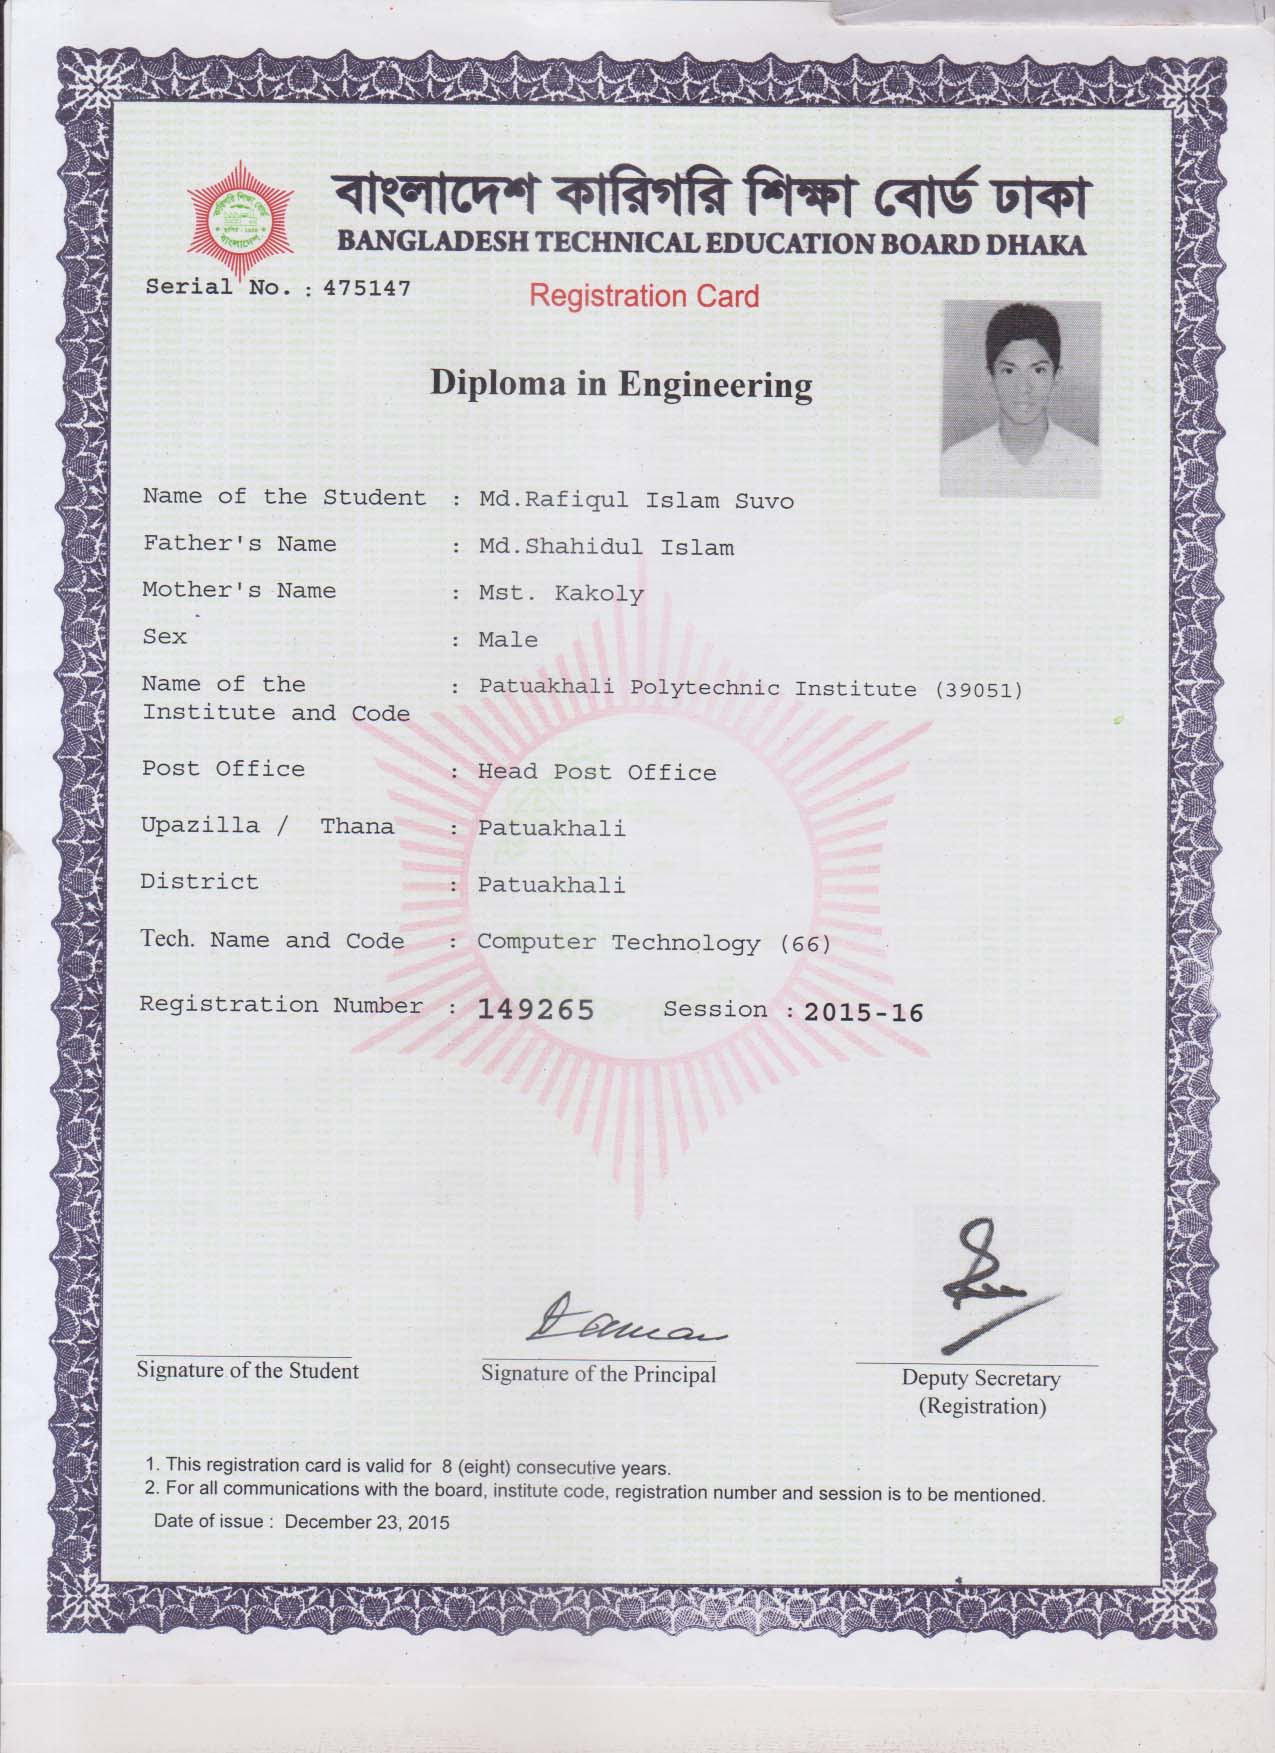 বাংলাদেশ কারিগরি শিক্ষা বোর্ড ঢাকা
BANGLADESH TECHNICAL EDUCATION BOARD DHAKA
কারিগরি শিক্ষা বোর্ড
বাংলাদেশ
Serial No. : 475147
Registration Card
Diploma in Engineering
Name of the Student : Md.Rafiqul Islam Suvo
Father's Name : Md.Shahidul Islam
Mother's Name : Mst. Kakoly
Sex : Male
Name of the : Patuakhali Polytechnic Institute (39051)
Institute and Code
Post Office : Head Post Office
Upazilla / Thana : Patuakhali
District : Patuakhali
Tech. Name and Code : Computer Technology (66)
Registration Number : 149265 Session : 2015-16
Signature of the Student
Signature of the Principal
Deputy Secretary
(Registration)
1. This registration card is valid for 8 (eight) consecutive years.
2. For all communications with the board, institute code, registration number and session is to be mentioned.
Date of issue : December 23, 2015